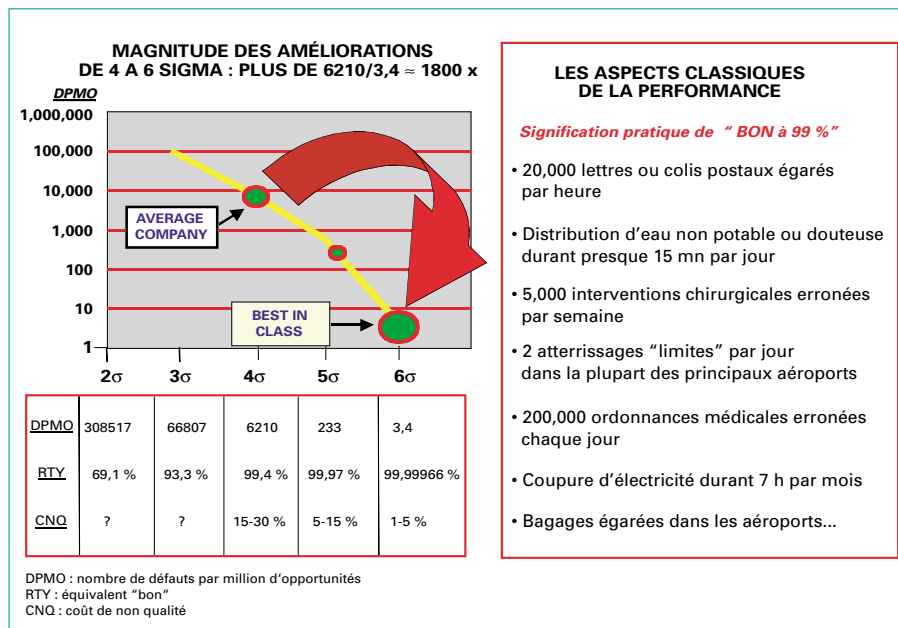 MAGNITUDE DES AMÉLIORATIONS
DE 4 A 6 SIGMA : PLUS DE 6210/3,4 ≈ 1800 x
DPMO
1,000,000
100,000
10,000
1,000
100
10
1
AVERAGE
COMPANY
BEST IN
CLASS
2σ 3σ 4σ 5σ 6σ
DPMO 308517 66807 6210 233 3,4
RTY 69,1 % 93,3 % 99,4 % 99,97 % 99,99966 %
CNQ ? ? 15-30 % 5-15 % 1-5 %
DPMO : nombre de défauts par million d'opportunités
RTY : équivalent "bon"
CNQ : coût de non qualité
LES ASPECTS CLASSIQUES
DE LA PERFORMANCE
Signification pratique de " BON à 99 %"
• 20,000 lettres ou colis postaux égarés
par heure
• Distribution d'eau non potable ou douteuse
durant presque 15 mn par jour
• 5,000 interventions chirurgicales erronées
par semaine
• 2 atterrissages "limites" par jour
dans la plupart des principaux aéroports
• 200,000 ordonnances médicales erronées
chaque jour
• Coupure d'électricité durant 7 h par mois
• Bagages égarées dans les aéroports...